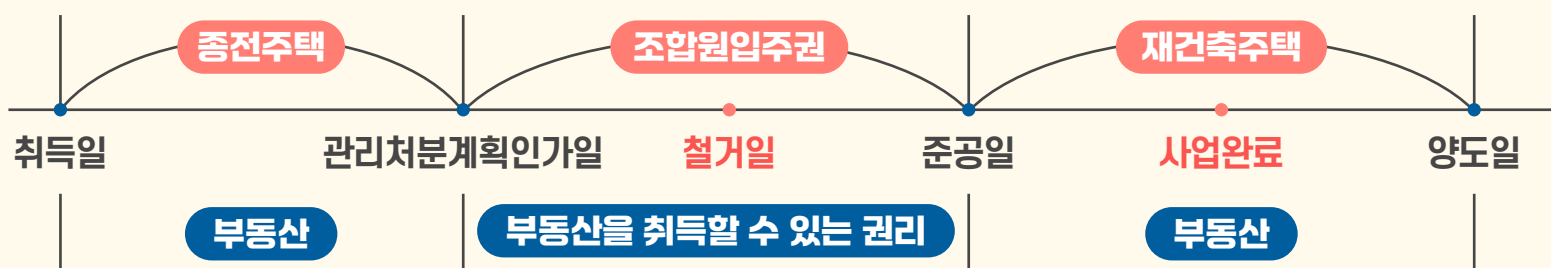 종전주택 조합원입주권 재건축주택
취득일 관리처분계획인가일 철거일 준공일 사업완료 양도일
부동산 부동산을 취득할 수 있는 권리 부동산